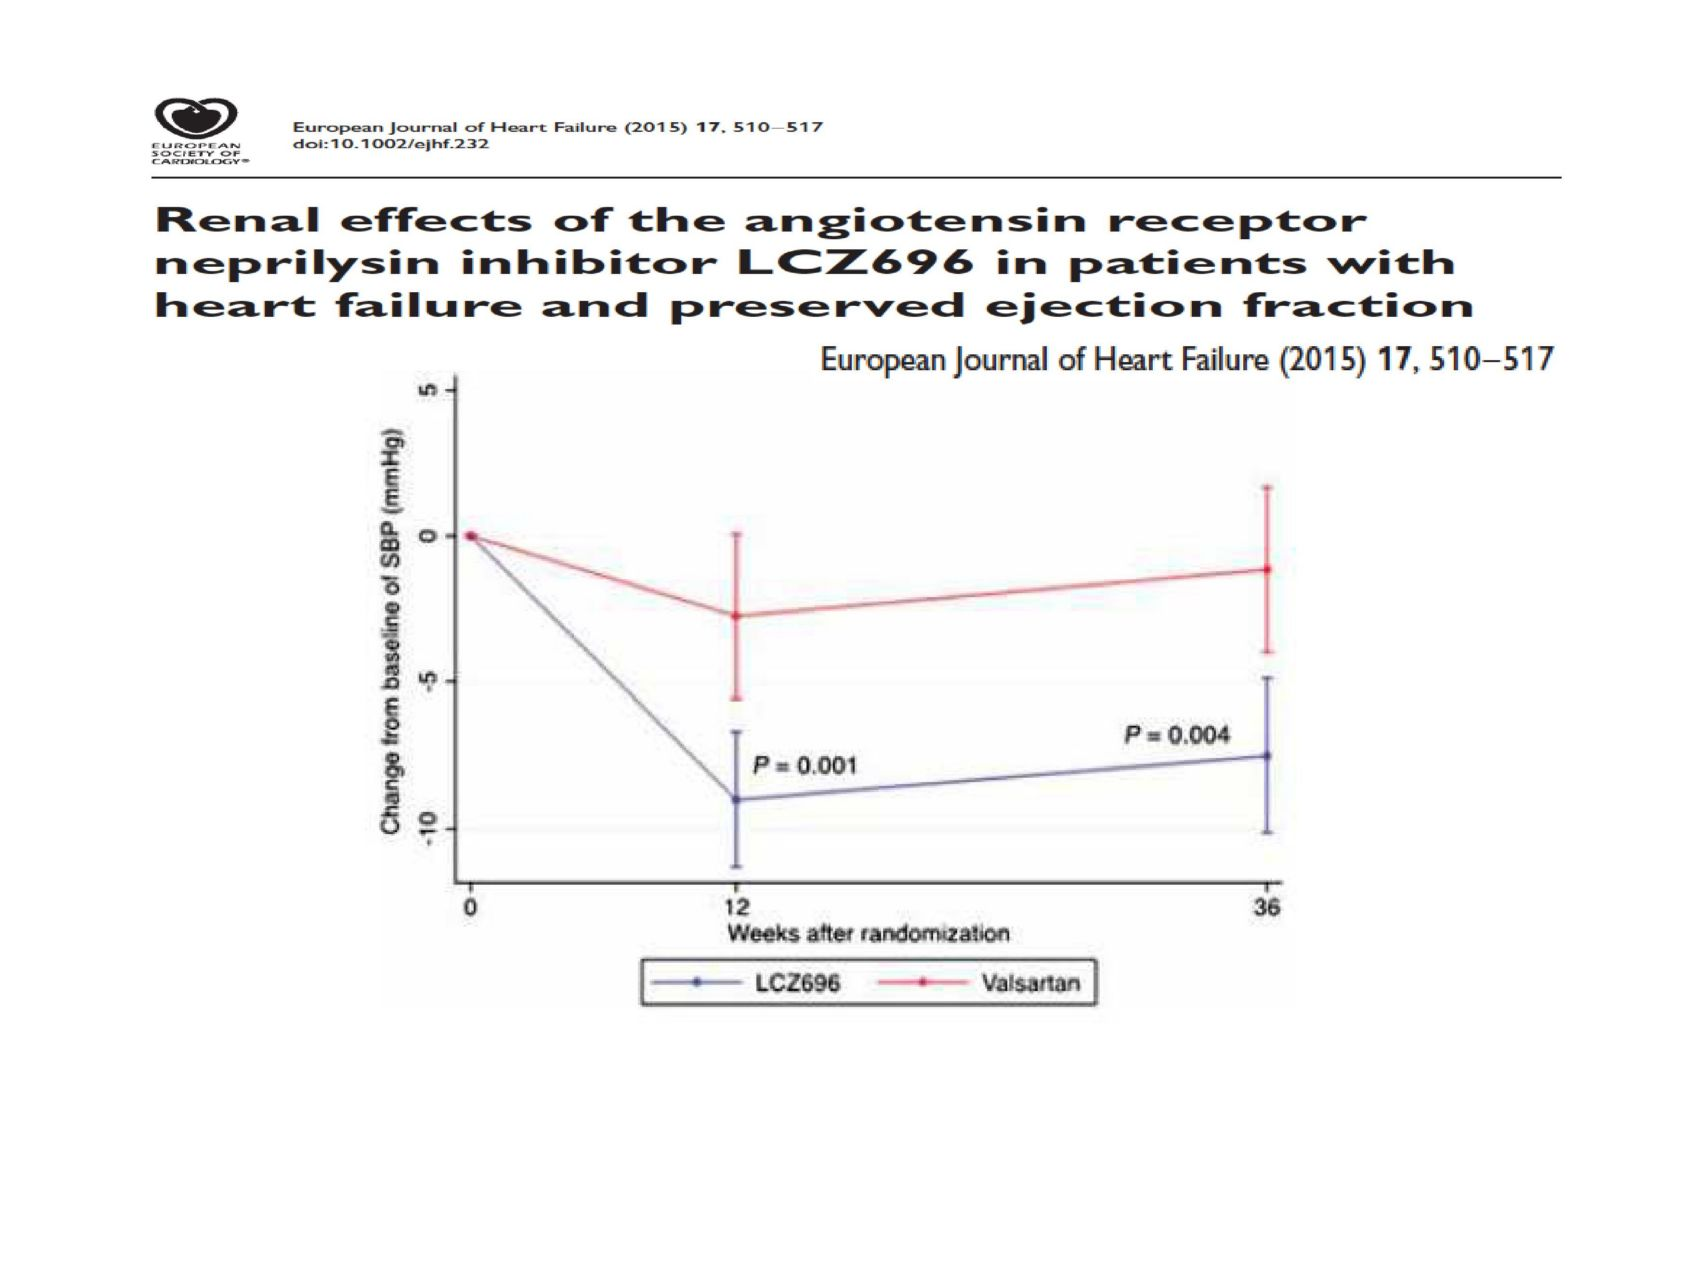 EUROPEAN
SOCIETY OF
CARDIOLOGY®
European Journal of Heart Failure (2015) 17, 510–517
doi:10.1002/ejhf.232
Renal effects of the angiotensin receptor
neprilysin inhibitor LCZ696 in patients with
heart failure and preserved ejection fraction
European Journal of Heart Failure (2015) 17, 510–517
Change from baseline of SBP (mmHg)
5
0
-5
-10
P = 0.001
P = 0.004
0 12 36
Weeks after randomization
LCZ696 Valsartan